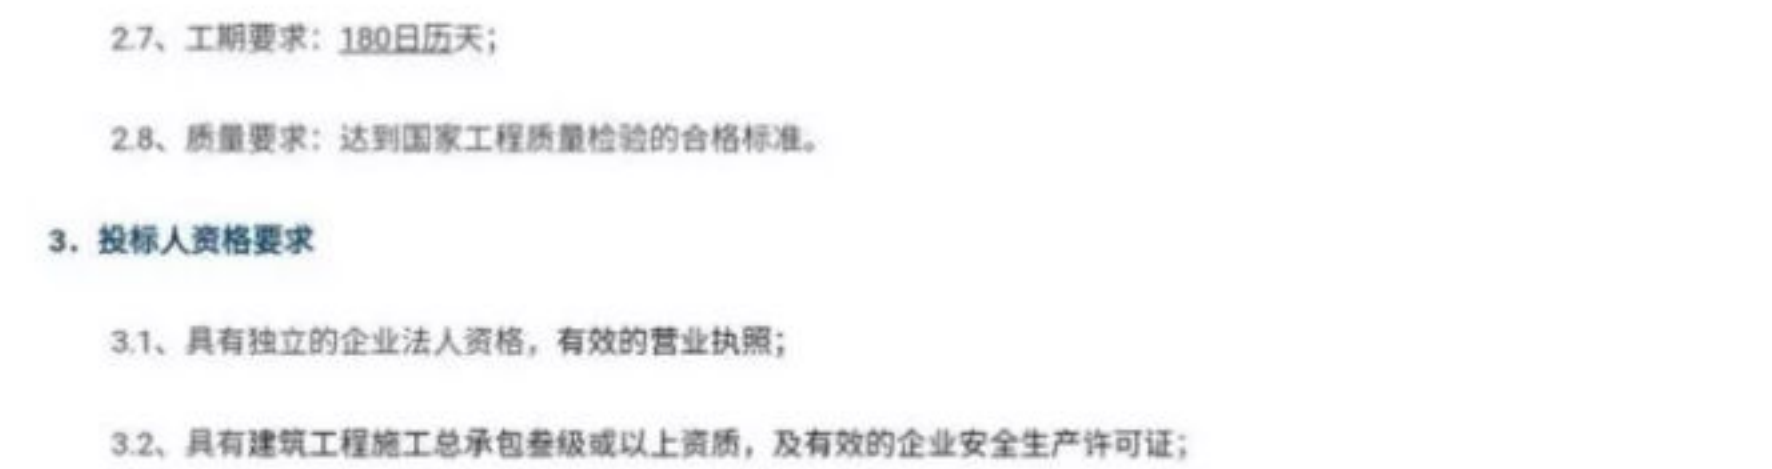 2.7、工期要求：180日历天；
2.8、质量要求：达到国家工程质量检验的合格标准。
3．投标人资格要求
3.1、具有独立的企业法人资格，有效的营业执照；
3.2、具有建筑工程施工总承包叁级或以上资质，及有效的企业安全生产许可证；